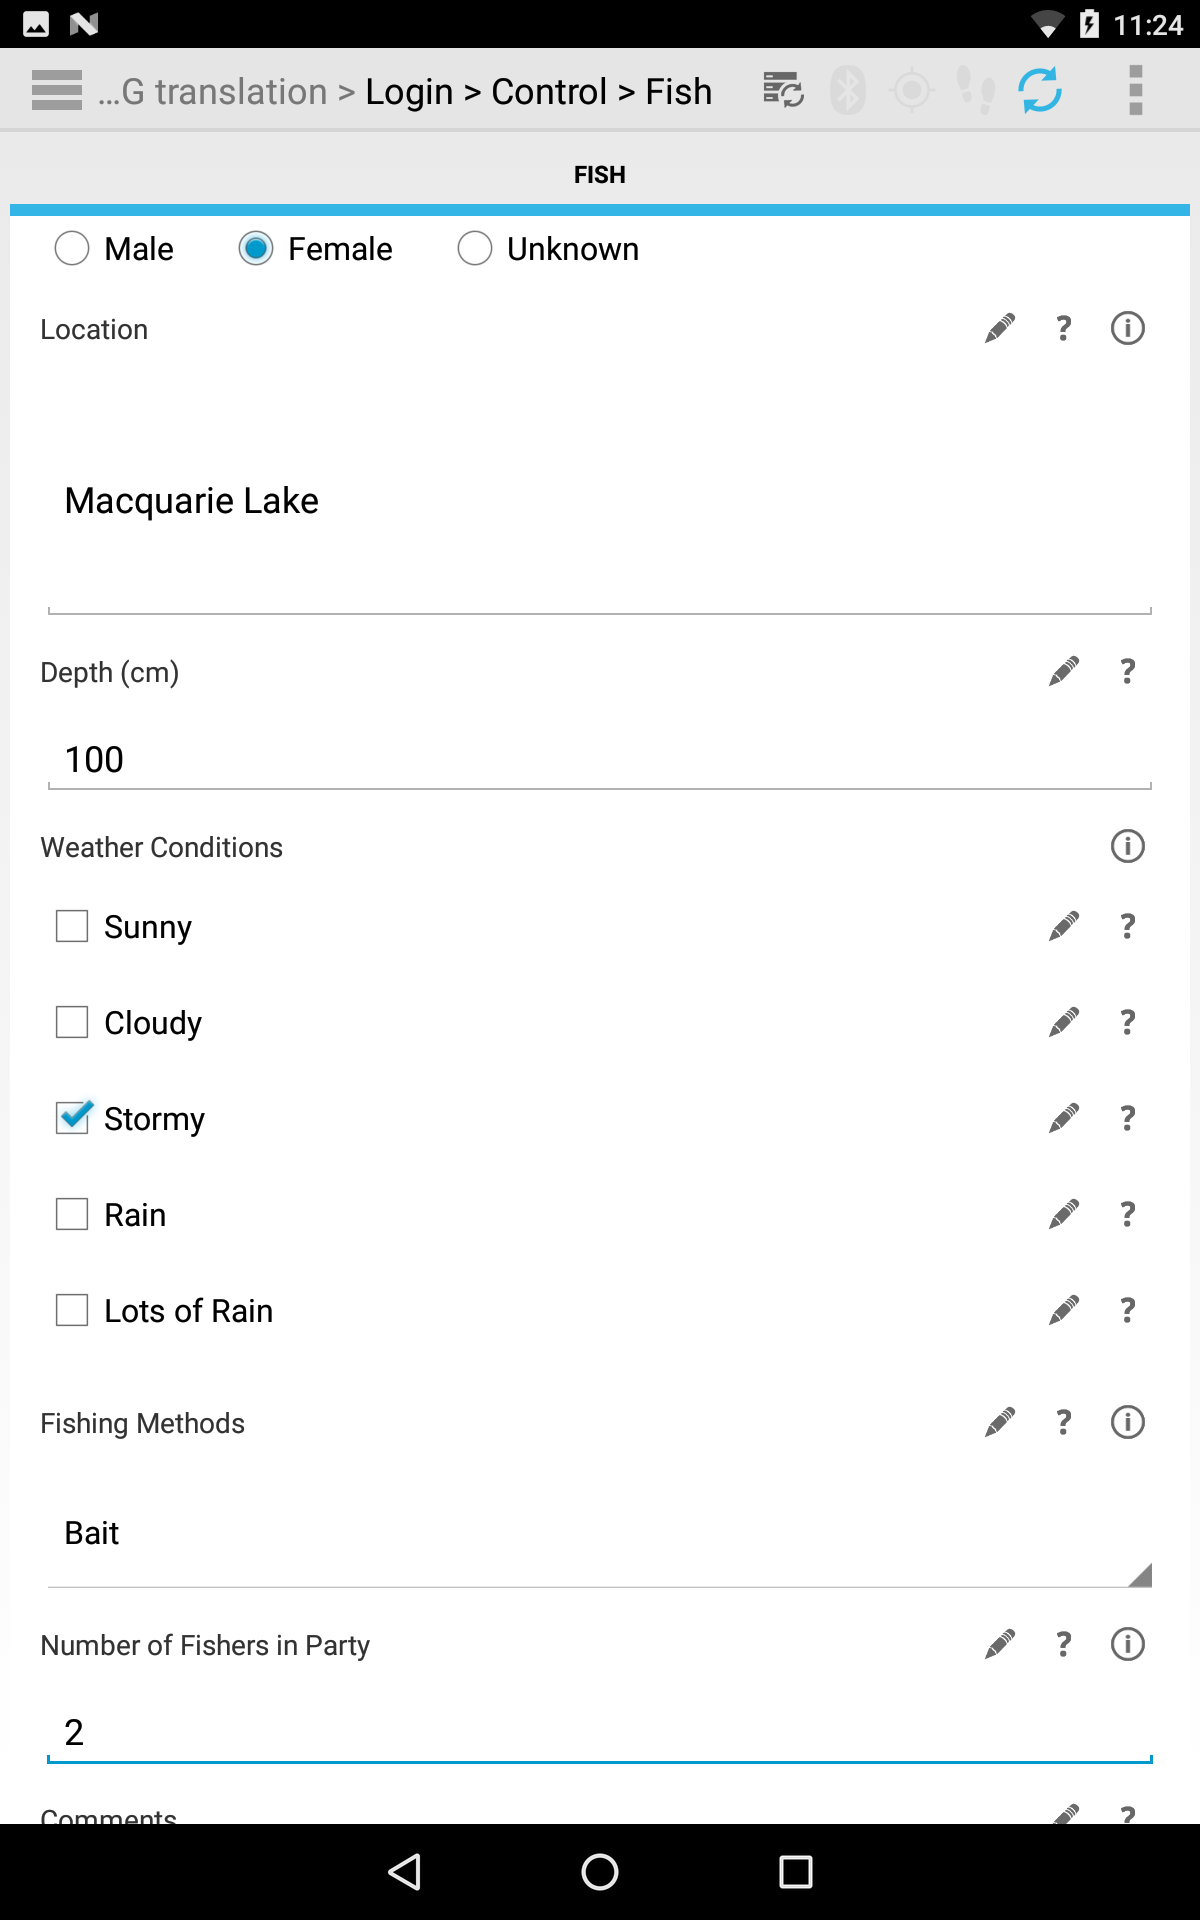 11:24
...G translation > Login > Control > Fish
FISH
Male Female Unknown
Location ?
Macquarie Lake
Depth (cm) ?
100
Weather Conditions
Sunny ?
Cloudy ?
Stormy ?
Rain ?
Lots of Rain ?
Fishing Methods ?
Bait
Number of Fishers in Party ?
2
Comments ?